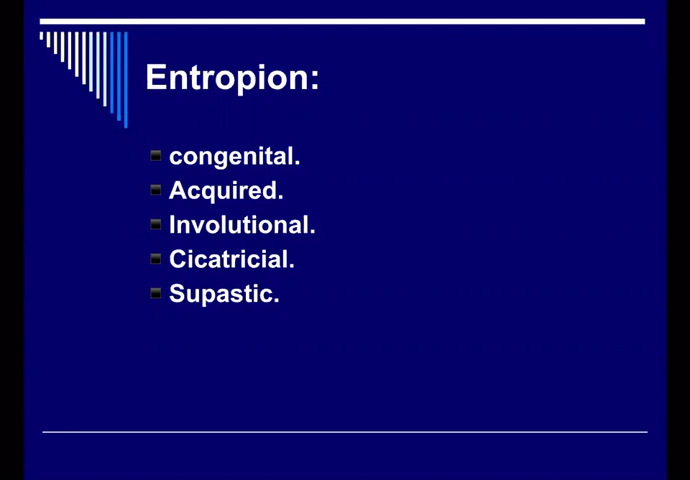 Entropion:
congenital.
Acquired.
Involutional.
Cicatricial.
Supastic.